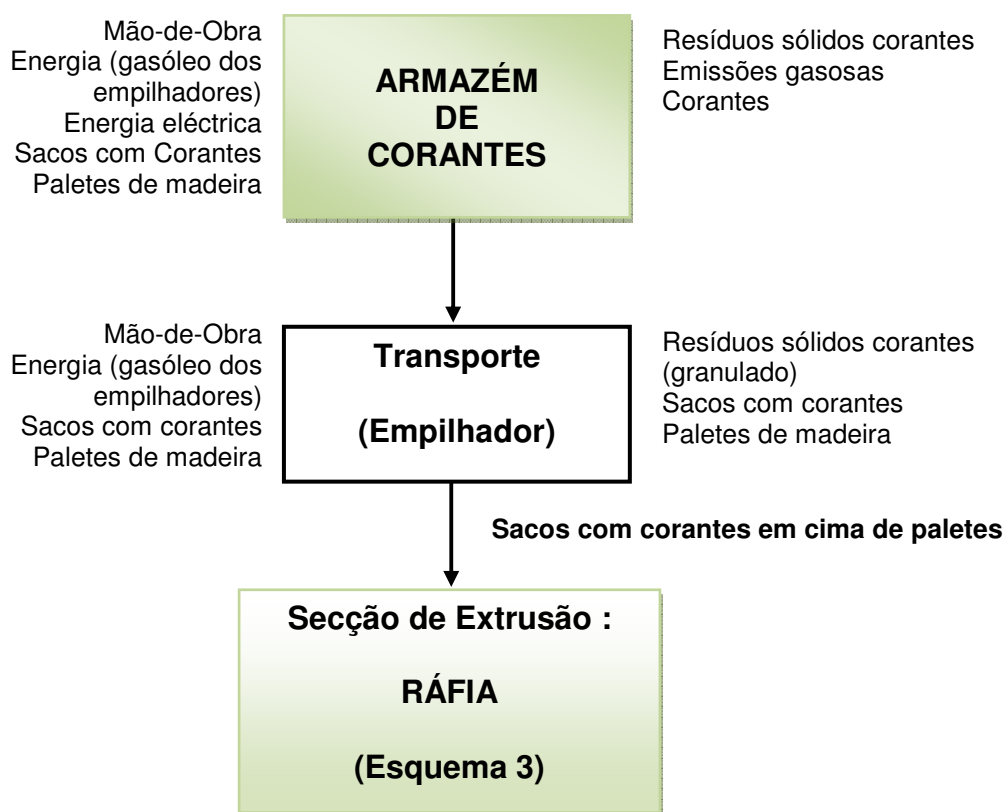 Mão-de-Obra
Energia (gasóleo dos
empilhadores)
Energia eléctrica
Sacos com Corantes
Paletes de madeira
ARMAZÉM
DE
CORANTES
Resíduos sólidos corantes
Emissões gasosas
Corantes
Mão-de-Obra
Energia (gasóleo dos
empilhadores)
Sacos com corantes
Paletes de madeira
Transporte
(Empilhador)
Resíduos sólidos corantes
(granulado)
Sacos com corantes
Paletes de madeira
Sacos com corantes em cima de paletes
Secção de Extrusão :
RÁFIA
(Esquema 3)